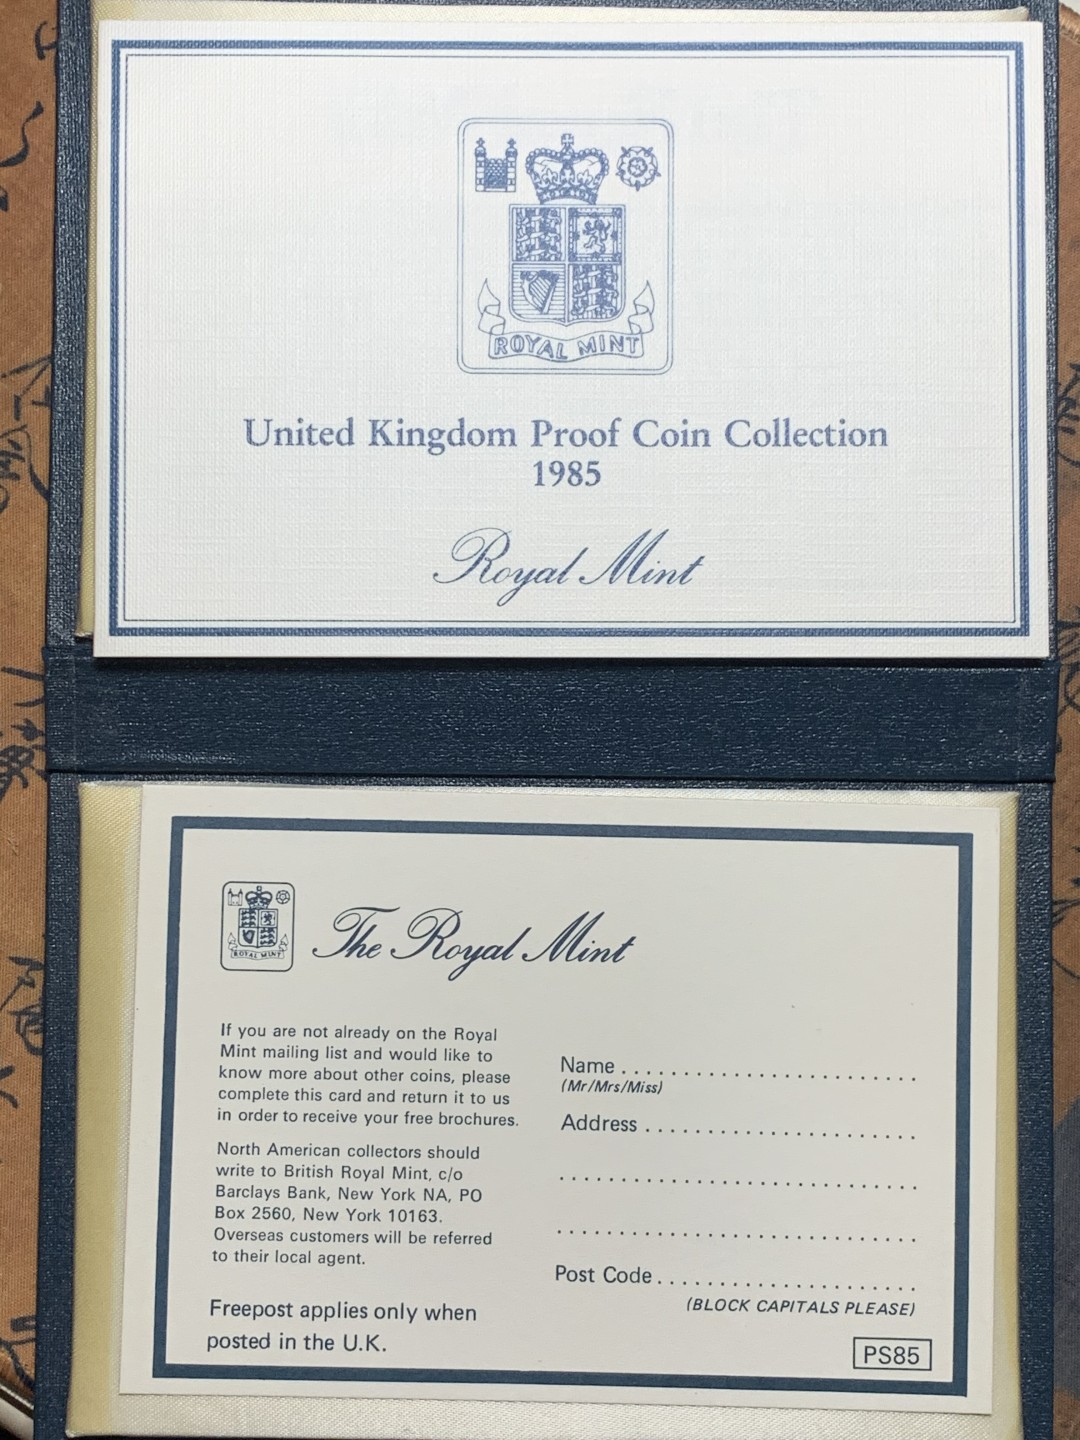 ROYAL MINT
United Kingdom Proof Coin Collection
1985
Royal Mint
ROYAL MINT
The Royal Mint
If you are not already on the Royal
Mint mailing list and would like to
know more about other coins, please
complete this card and return it to us
in order to receive your free brochures.
North American collectors should
write to British Royal Mint, c/o
Barclays Bank, New York NA, PO
Box 2560, New York 10163.
Overseas customers will be referred
to their local agent.
Freepost applies only when
posted in the U.K.
Name
(Mr/Mrs/Miss)
Address
Post Code
(BLOCK CAPITALS PLEASE)
PS85